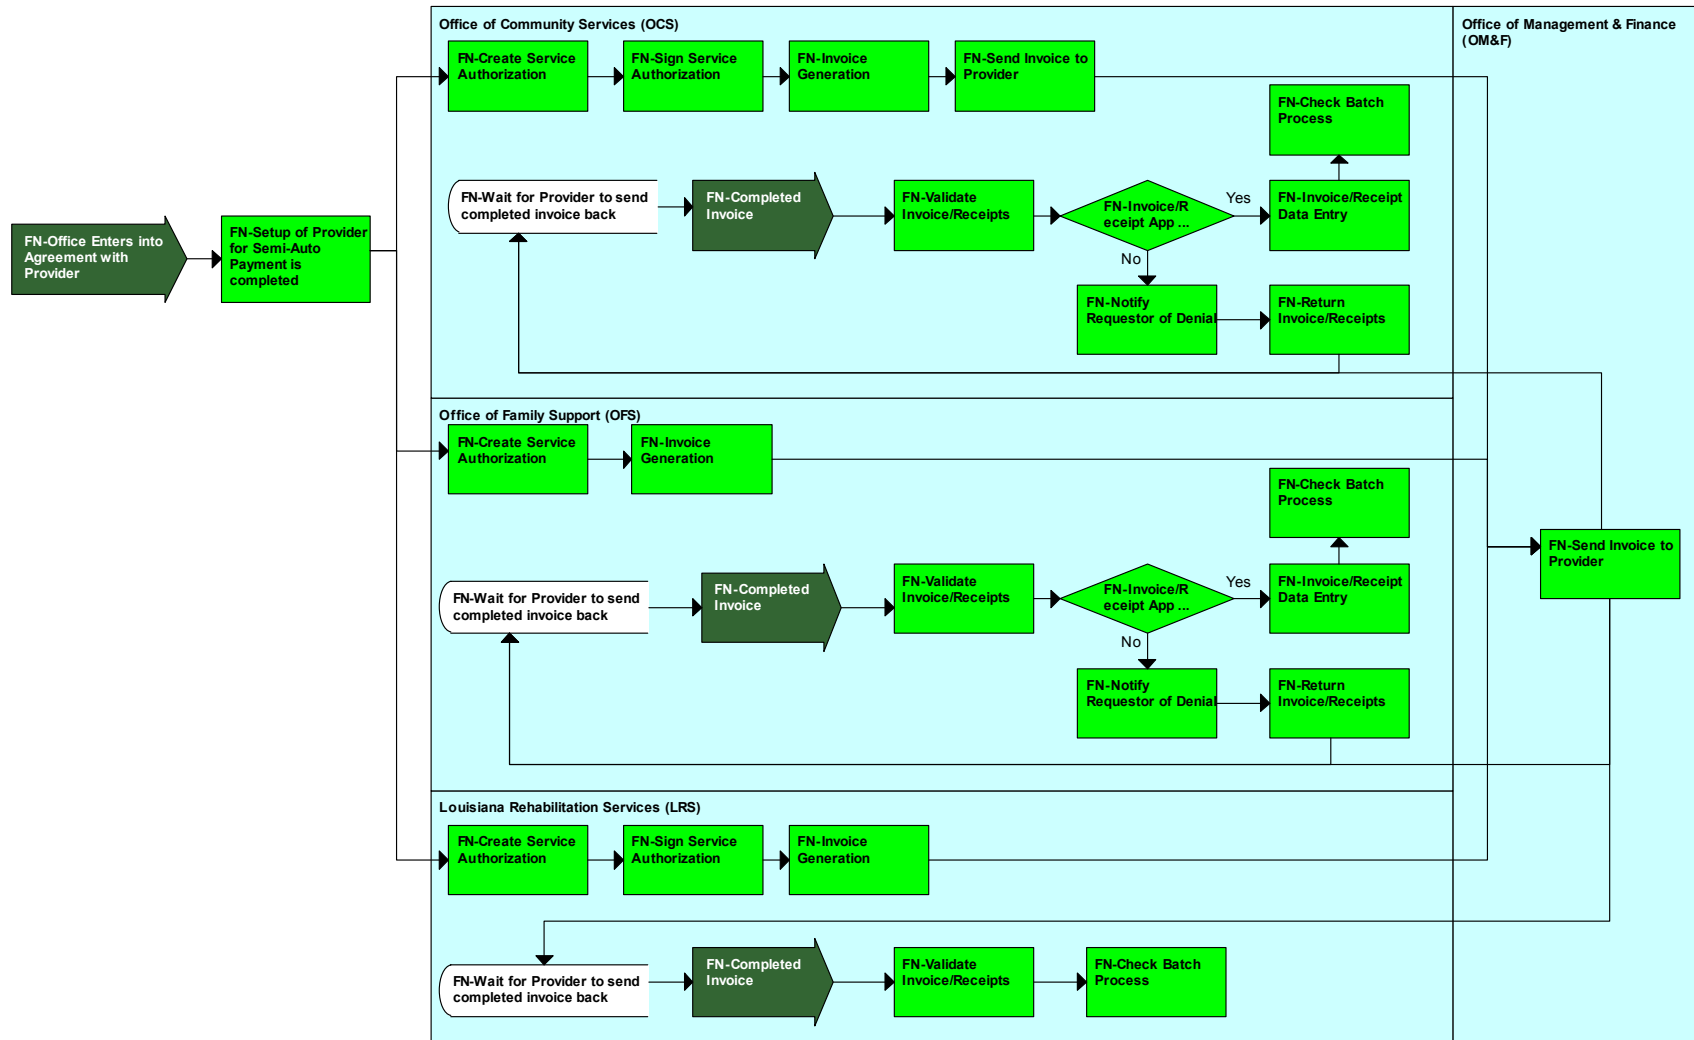 Office of Community Services (OCS)
Office of Management & Finance
(OM&F)
FN-Create Service
Authorization
FN-Sign Service
Authorization
FN-Invoice
Generation
FN-Send Invoice to
Provider
FN-Check Batch
Process
FN-Wait for Provider to send
completed invoice back
FN-Completed
Invoice
FN-Validate
Invoice/Receipts
FN-Invoice/R
eceipt App ...
Yes
FN-Invoice/Receipt
Data Entry
No
FN-Notify
Requestor of Denial
FN-Return
Invoice/Receipts
FN-Office Enters into
Agreement with
Provider
FN-Setup of Provider
for Semi-Auto
Payment is
completed
Office of Family Support (OFS)
FN-Create Service
Authorization
FN-Invoice
Generation
FN-Check Batch
Process
FN-Send Invoice to
Provider
FN-Wait for Provider to send
completed invoice back
FN-Completed
Invoice
FN-Validate
Invoice/Receipts
FN-Invoice/R
eceipt App ...
Yes
FN-Invoice/Receipt
Data Entry
No
FN-Notify
Requestor of Denial
FN-Return
Invoice/Receipts
Louisiana Rehabilitation Services (LRS)
FN-Create Service
Authorization
FN-Sign Service
Authorization
FN-Invoice
Generation
FN-Wait for Provider to send
completed invoice back
FN-Completed
Invoice
FN-Validate
Invoice/Receipts
FN-Check Batch
Process